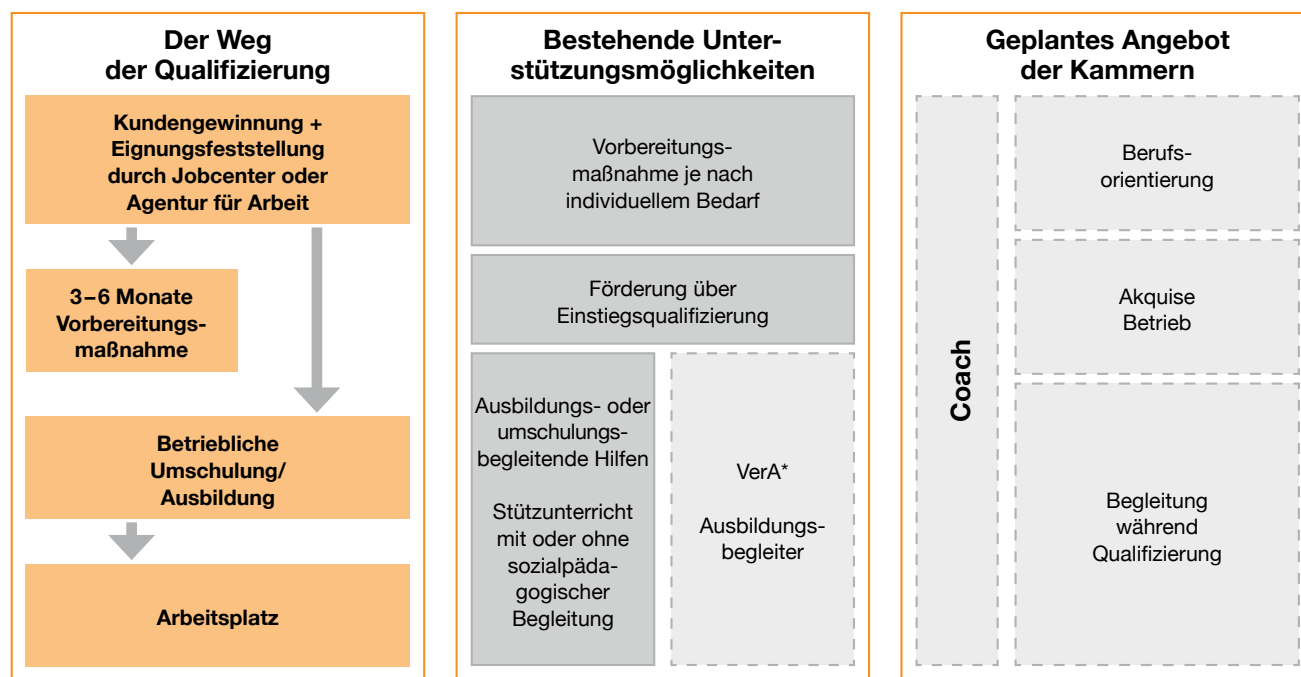 Der Weg
der Qualifizierung
Kundengewinnung +
Eignungsfeststellung
durch Jobcenter oder
Agentur für Arbeit
3–6 Monate
Vorbereitungs-
maßnahme
Betriebliche
Umschulung/
Ausbildung
Arbeitsplatz
Bestehende Unter-
stützungsmöglichkeiten
Vorbereitungs-
maßnahme je nach
individuellem Bedarf
Förderung über
Einstiegsqualifizierung
Ausbildungs- oder
umschulungs-
begleitende Hilfen
Stützunterricht
mit oder ohne
sozialpäda-
gogischer
Begleitung
VerA*
Ausbildungs-
begleiter
Geplantes Angebot
der Kammern
Coach
Berufs-
orientierung
Akquise
Betrieb
Begleitung
während
Qualifizierung